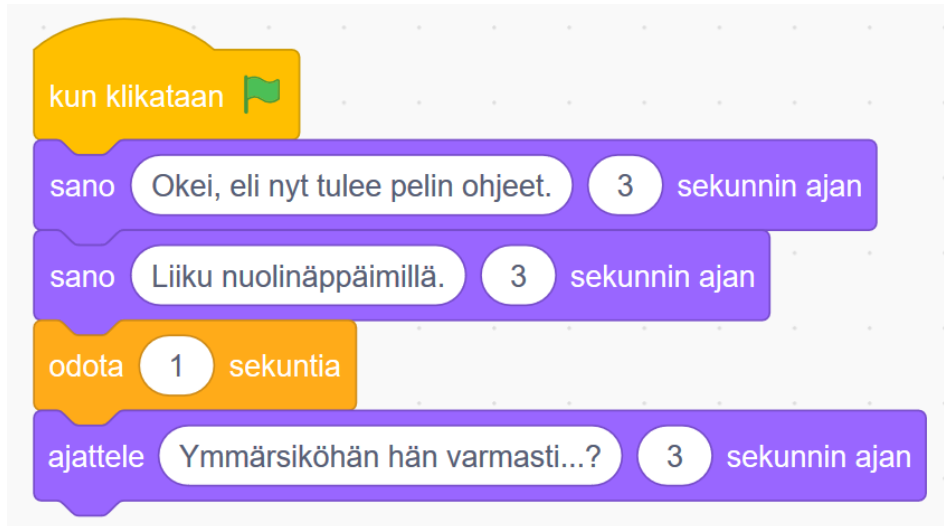 kun klikataan
sano Okei, eli nyt tulee pelin ohjeet. 3 sekunnin ajan
sano Liiku nuolinäppäimillä. 3 sekunnin ajan
odota 1 sekuntia
ajattele Ymmärsiköhän hän varmasti...? 3 sekunnin ajan